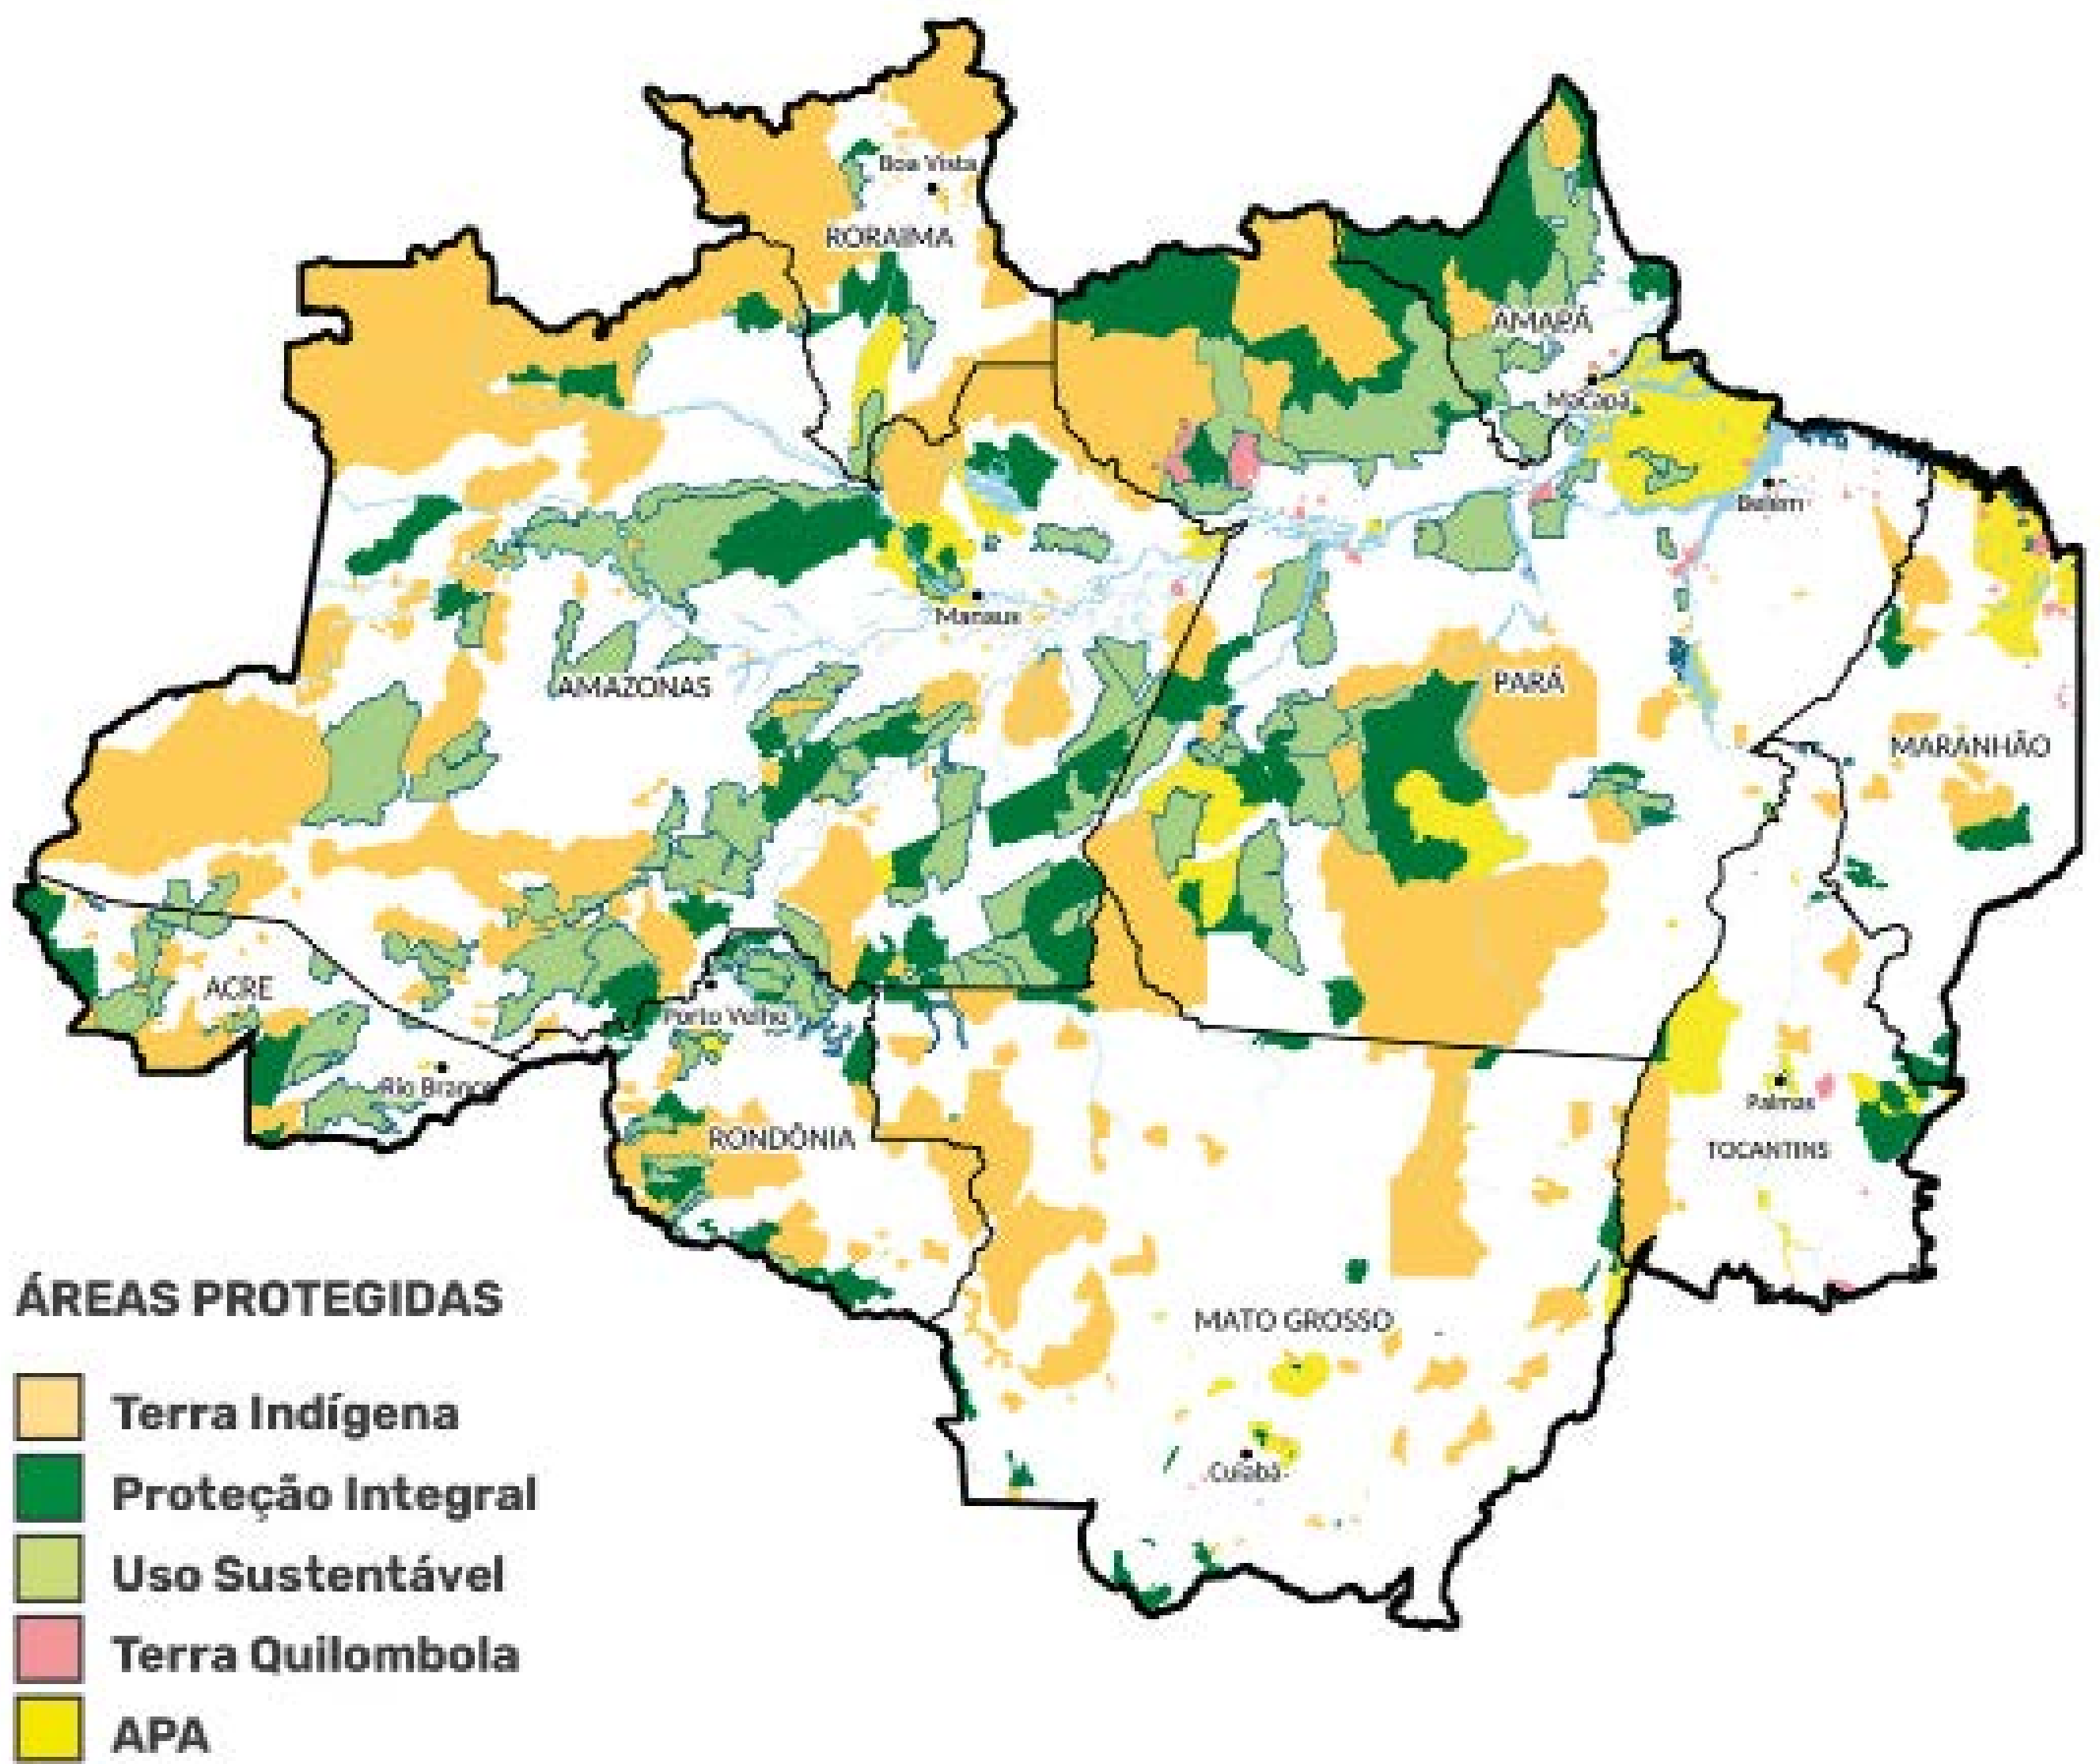 Boa Vista
RORAIMA
AMAPÁ
Macapá
Belém
Manaus
AMAZONAS
PARÁ
MARANHÃO
ACRE
Porto Velho
Rio Branco
Palmas
RONDÔNIA
TOCANTINS
MATO GROSSO
Cuiabá
ÁREAS PROTEGIDAS
Terra Indígena
Proteção Integral
Uso Sustentável
Terra Quilombola
APA